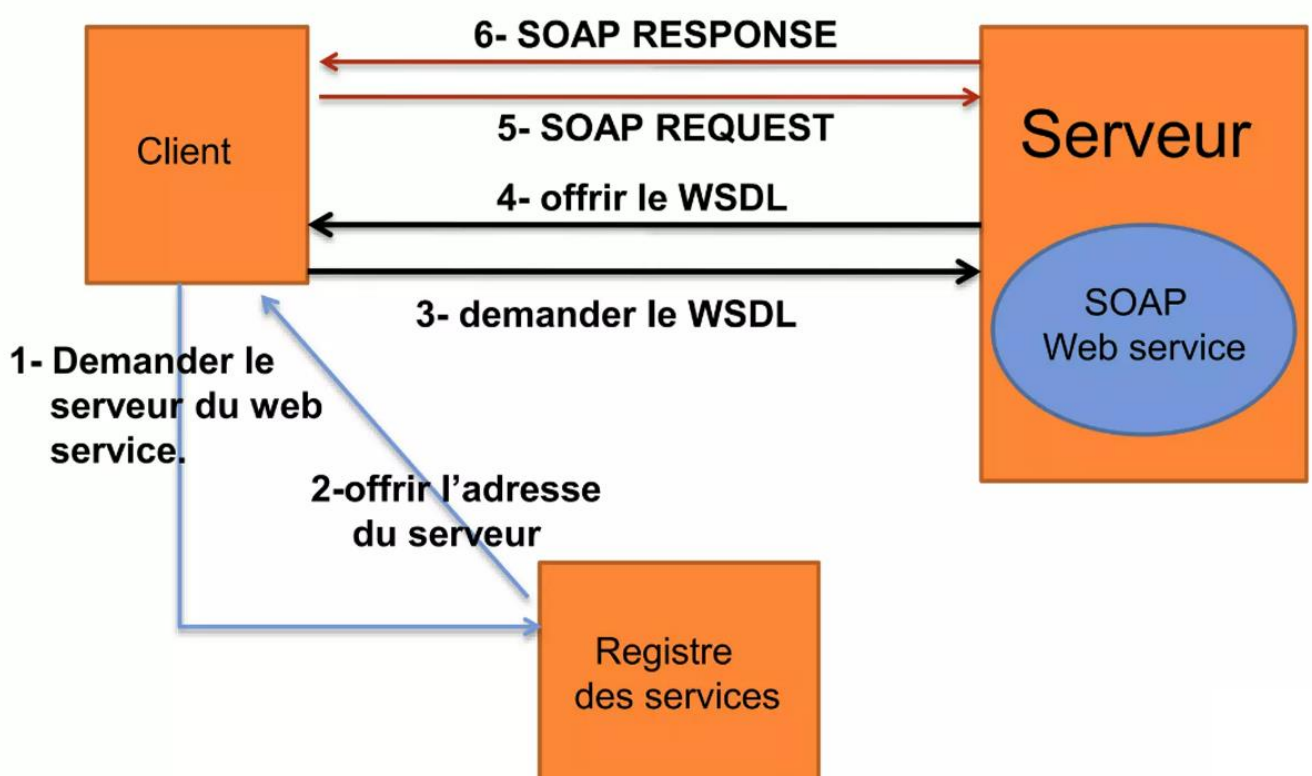 6- SOAP RESPONSE
Client
5- SOAP REQUEST
Serveur
4- offrir le WSDL
3- demander le WSDL
SOAP
Web service
1- Demander le
serveur du web
service.
2-offrir l’adresse
du serveur
Registre
des services